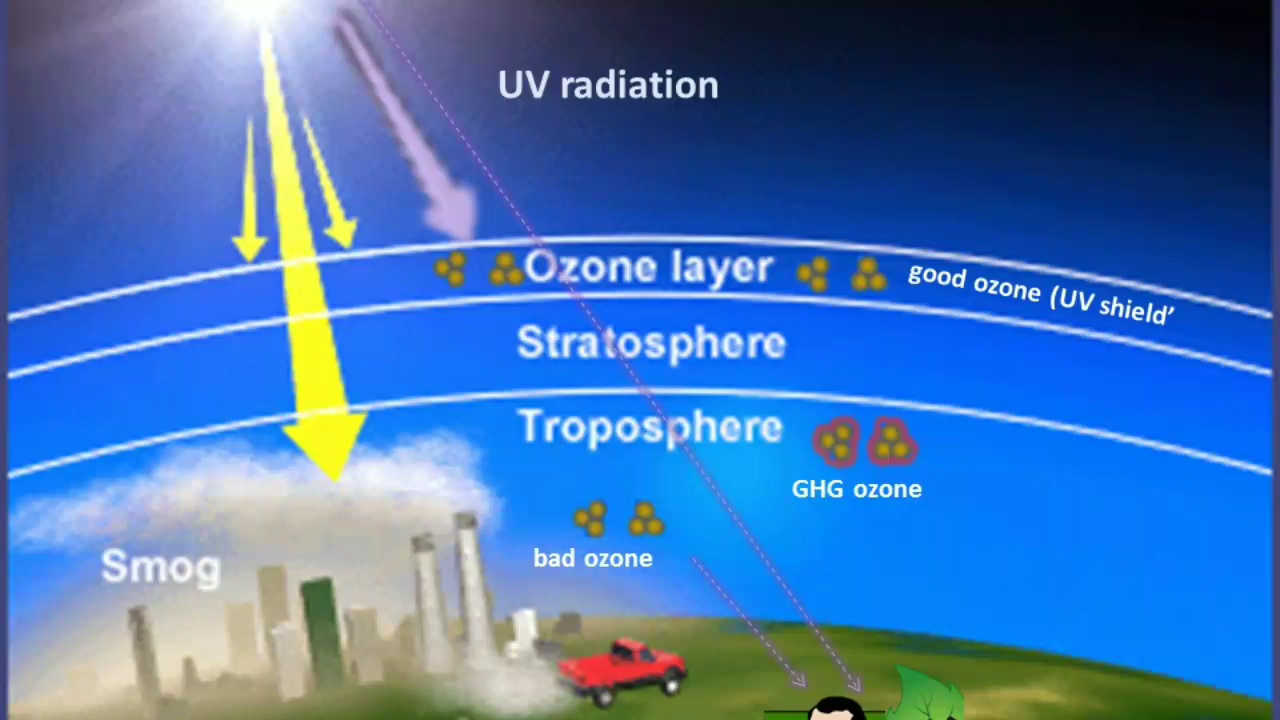 UV radiation
Ozone layer
good ozone (UV shield’
Stratosphere
Troposphere
GHG ozone
bad ozone
Smog